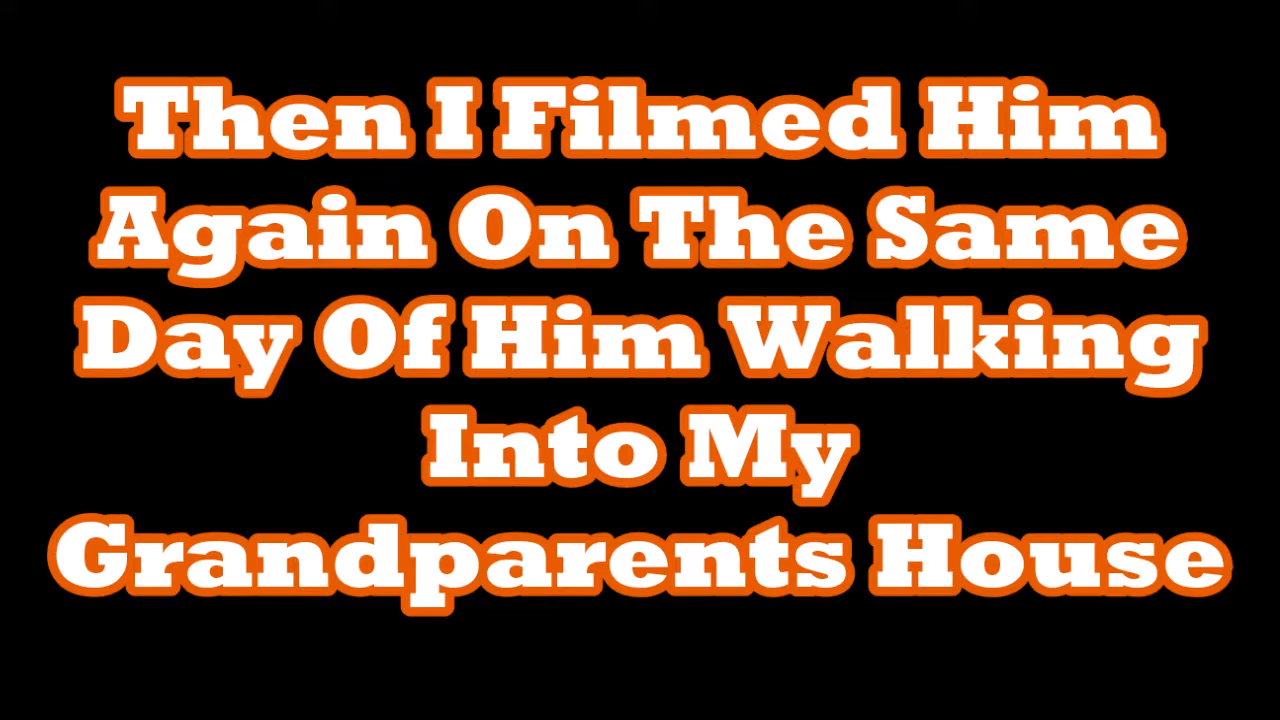 Then I Filmed Him
Again On The Same
Day Of Him Walking
Into My
Grandparents House